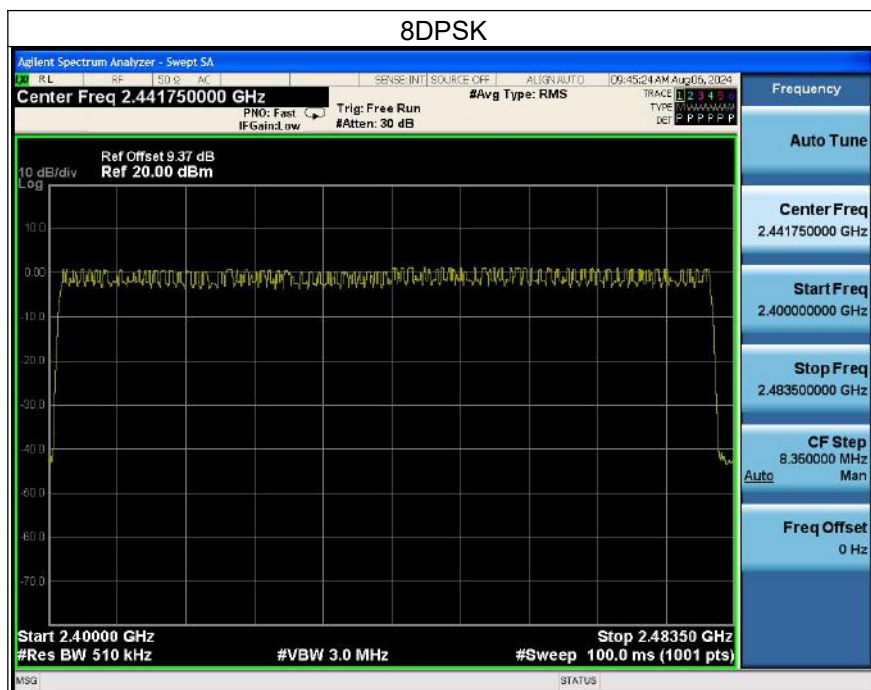 8DPSK
Agilent Spectrum Analyzer - Swept SA
RL RF 50 Ω AC SENSE:INT SOURCE OFF ALIGN AUTO 09:45:24 AM Aug 06, 2024
Center Freq 2.441750000 GHz
PNO: Fast
IFGain:Low
Trig: Free Run
#Atten: 30 dB
#Avg Type: RMS
TRACE 1 2 3 4 5 6
TYPE
DET P P P P P P
Ref Offset 9.37 dB
Ref 20.00 dBm
10 dB/div
Log
10.0
0.00
-10.0
-20.0
-30.0
-40.0
-50.0
-60.0
-70.0
Start 2.40000 GHz
#Res BW 510 kHz
#VBW 3.0 MHz
Stop 2.48350 GHz
#Sweep 100.0 ms (1001 pts)
MSG STATUS
Frequency
Auto Tune
Center Freq
2.441750000 GHz
Start Freq
2.400000000 GHz
Stop Freq
2.483500000 GHz
CF Step
8.350000 MHz
Auto Man
Freq Offset
0 Hz